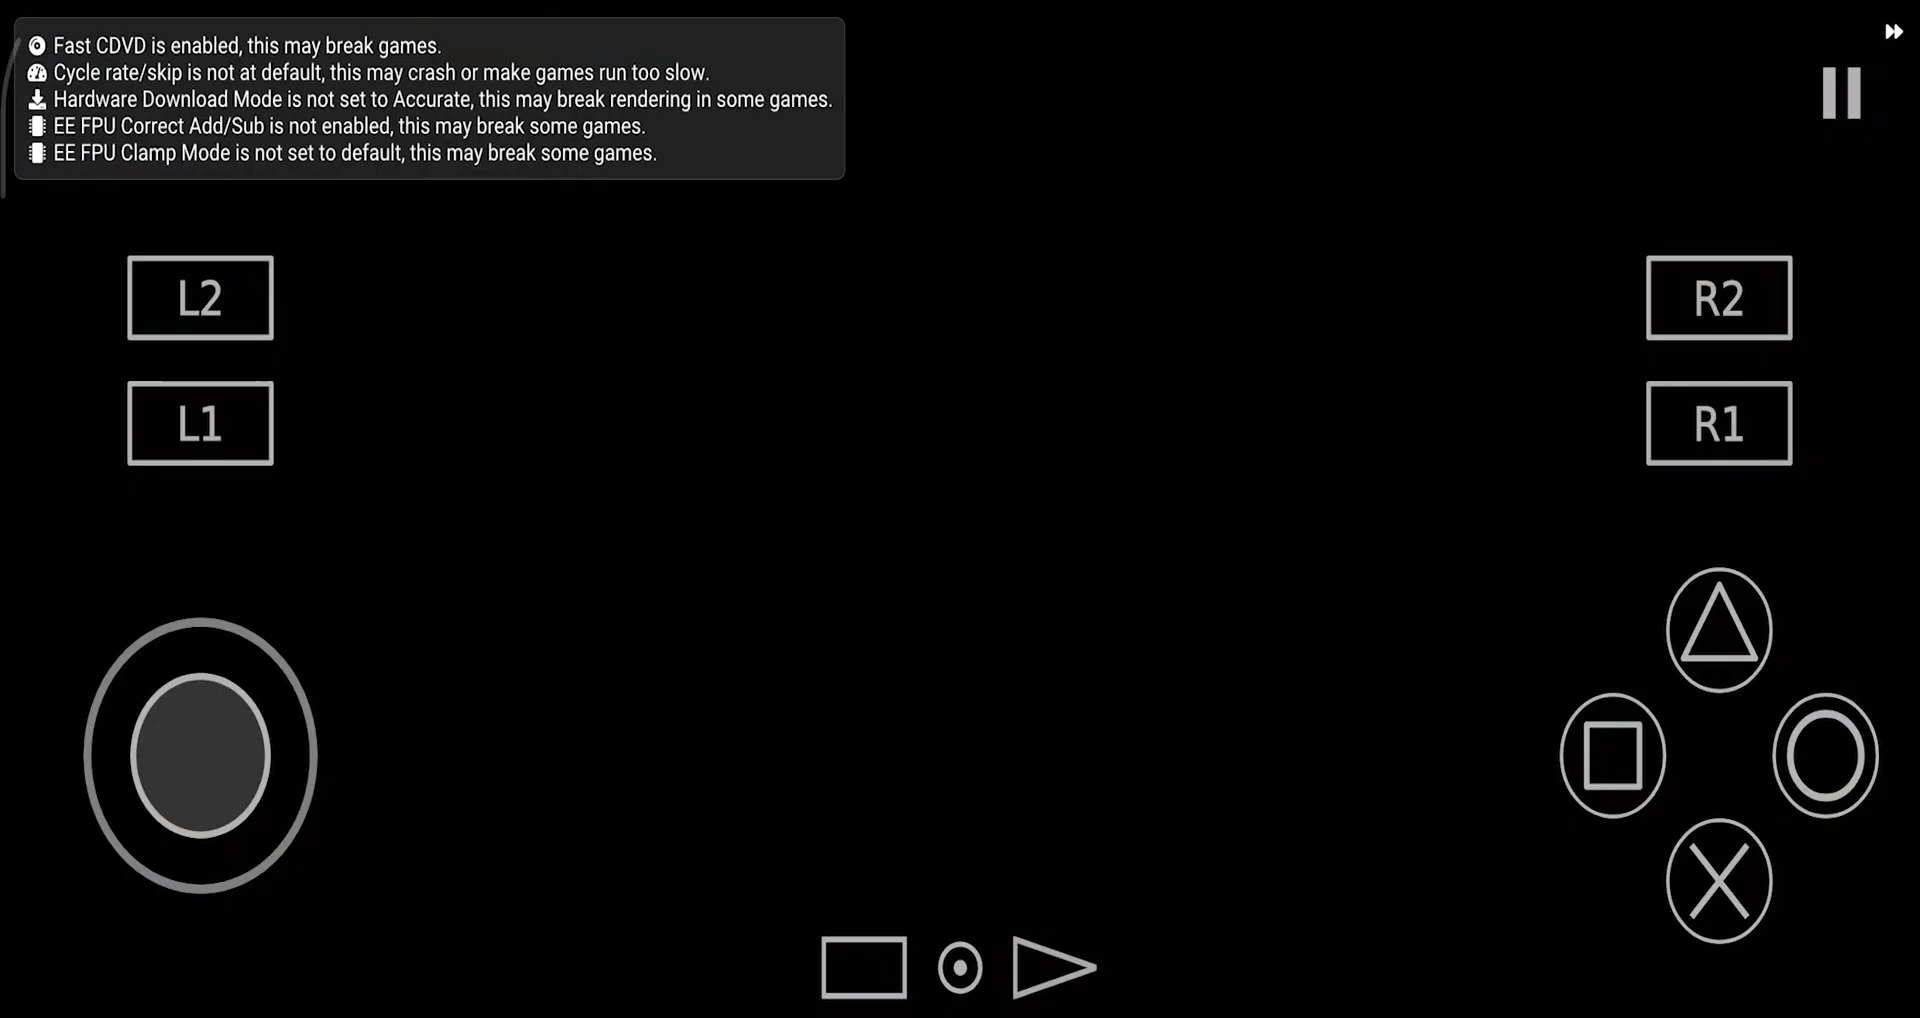 Fast CDVD is enabled, this may break games.
Cycle rate/skip is not at default, this may crash or make games run too slow.
Hardware Download Mode is not set to Accurate, this may break rendering in some games.
EE FPU Correct Add/Sub is not enabled, this may break some games.
EE FPU Clamp Mode is not set to default, this may break some games.
L2
R2
L1
R1